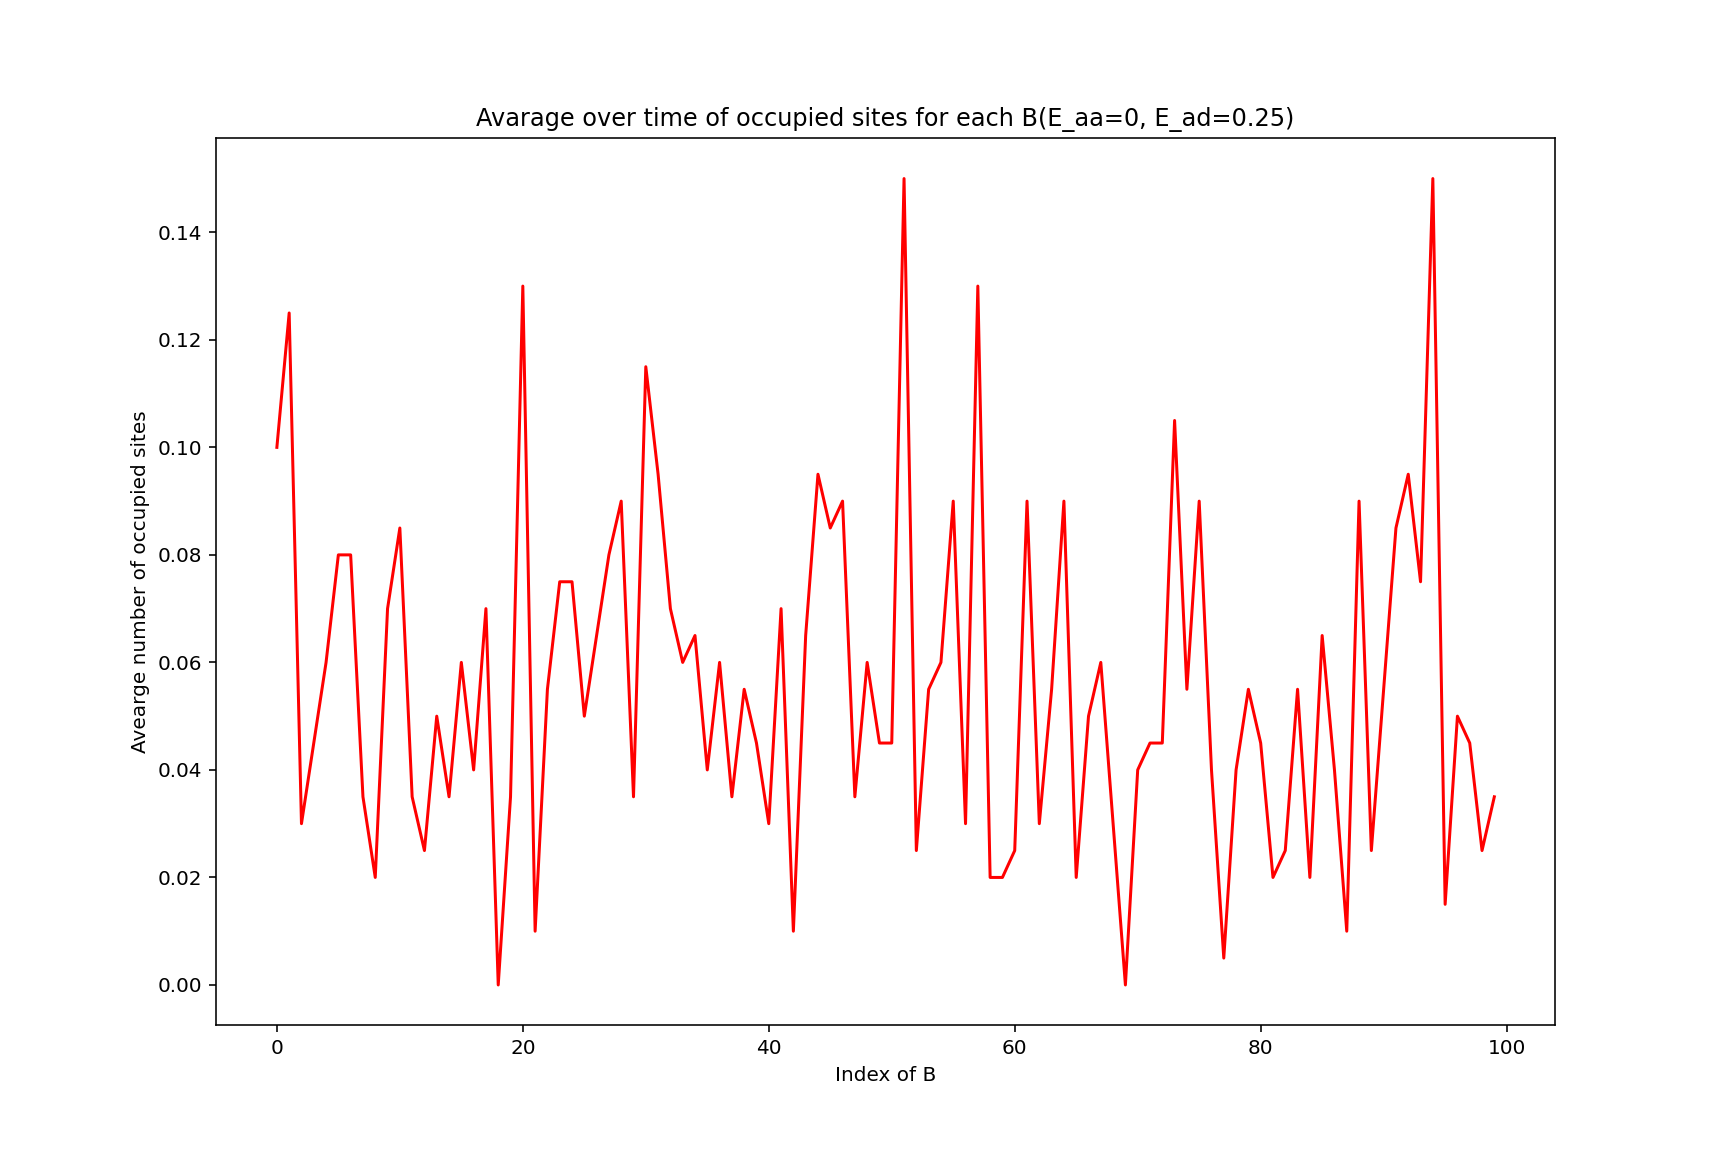 Avarage over time of occupied sites for each B(E_aa=0, E_ad=0.25)
Avearge number of occupied sites
0.14
0.12
0.10
0.08
0.06
0.04
0.02
0.00
0 20 40 60 80 100
Index of B